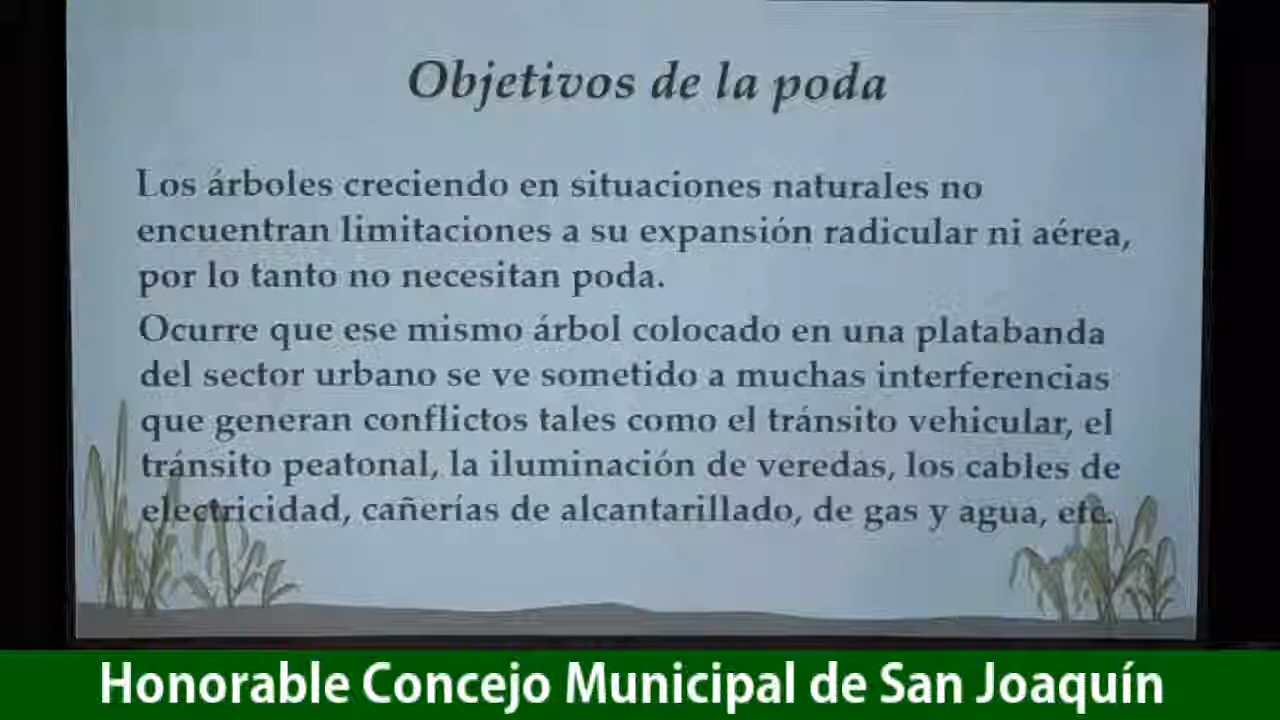 Objetivos de la poda
Los árboles creciendo en situaciones naturales no
encuentran limitaciones a su expansión radicular ni aérea,
por lo tanto no necesitan poda.
Ocurre que ese mismo árbol colocado en una platabanda
del sector urbano se ve sometido a muchas interferencias
que generan conflictos tales como el tránsito vehicular, el
tránsito peatonal, la iluminación de veredas, los cables de
electricidad, cañerías de alcantarillado, de gas y agua, etc.
Honorable Concejo Municipal de San Joaquín